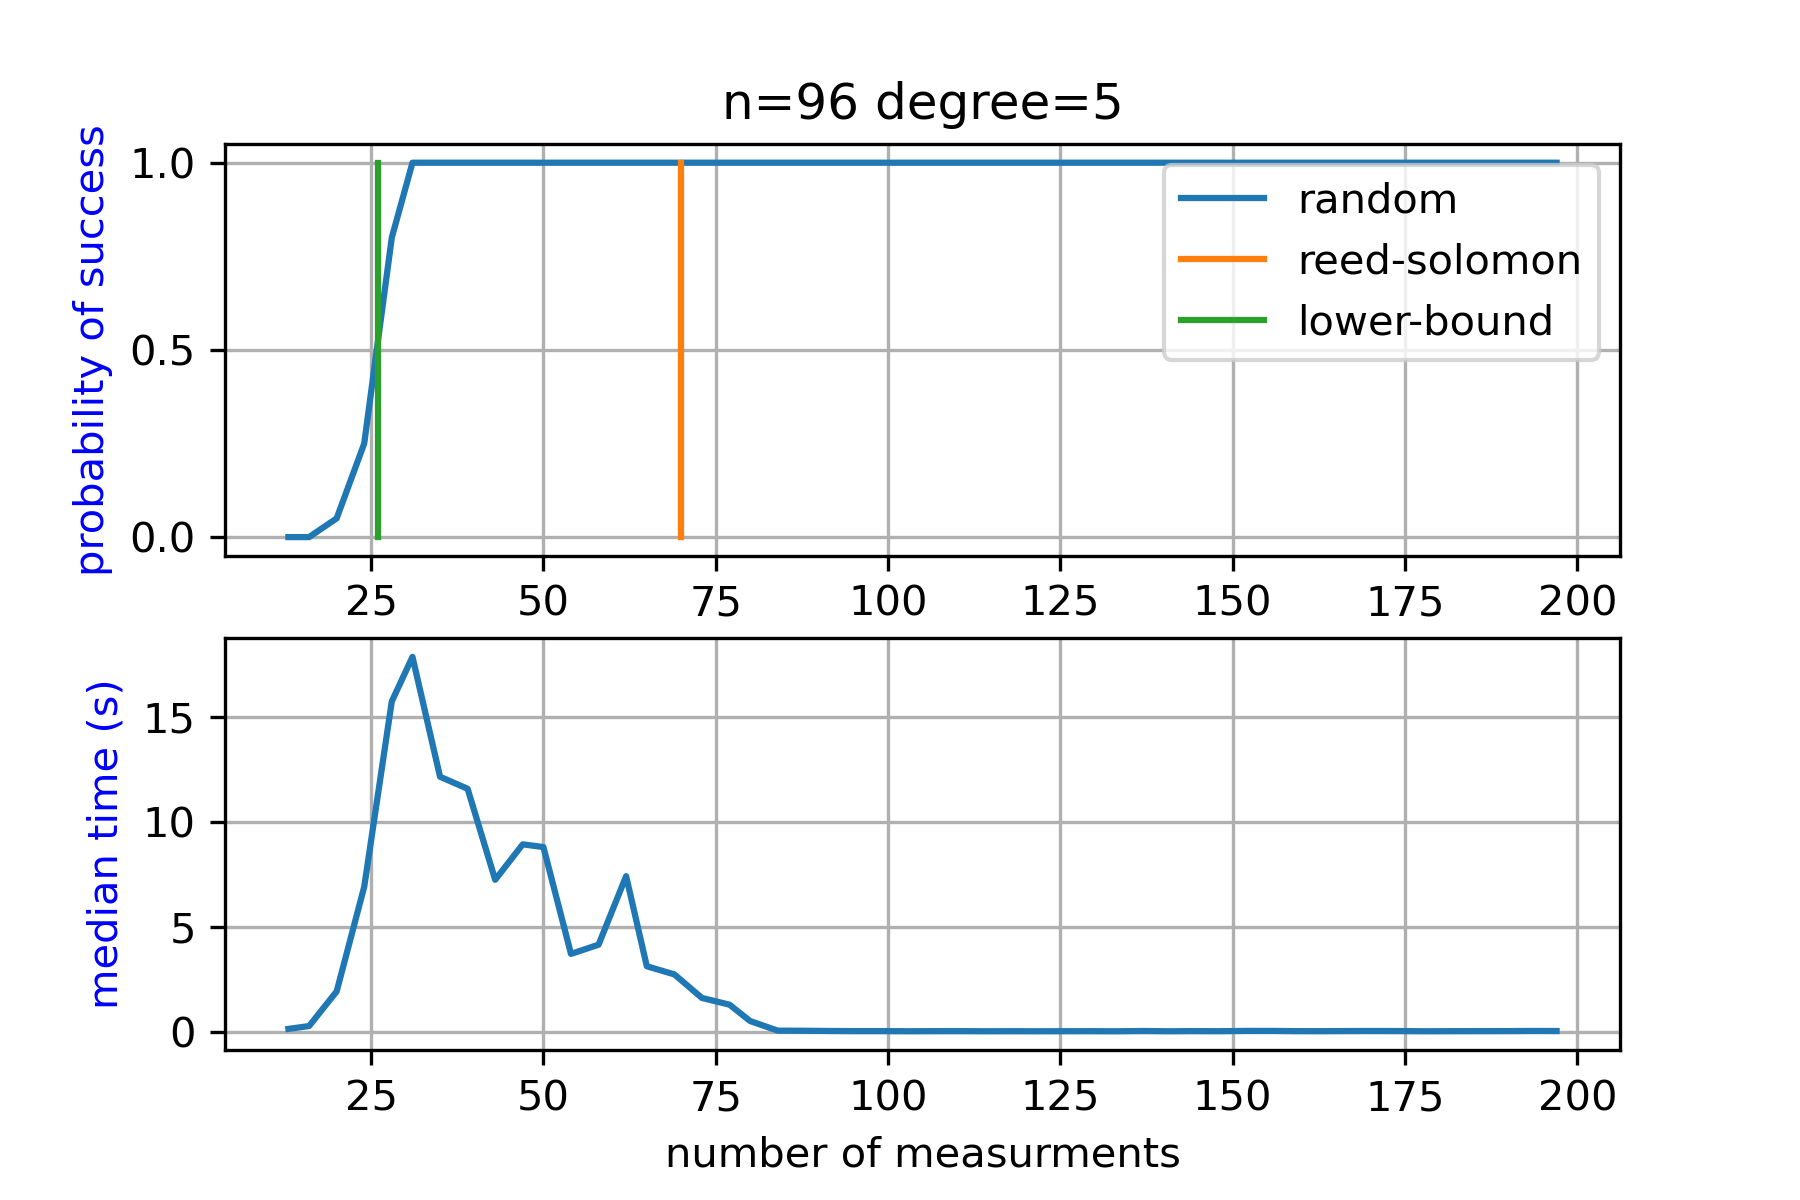 n=96 degree=5
probability of success
1.0
0.5
0.0
random
reed-solomon
lower-bound
25 50 75 100 125 150 175 200
median time (s)
15
10
5
0
25 50 75 100 125 150 175 200
number of measurments